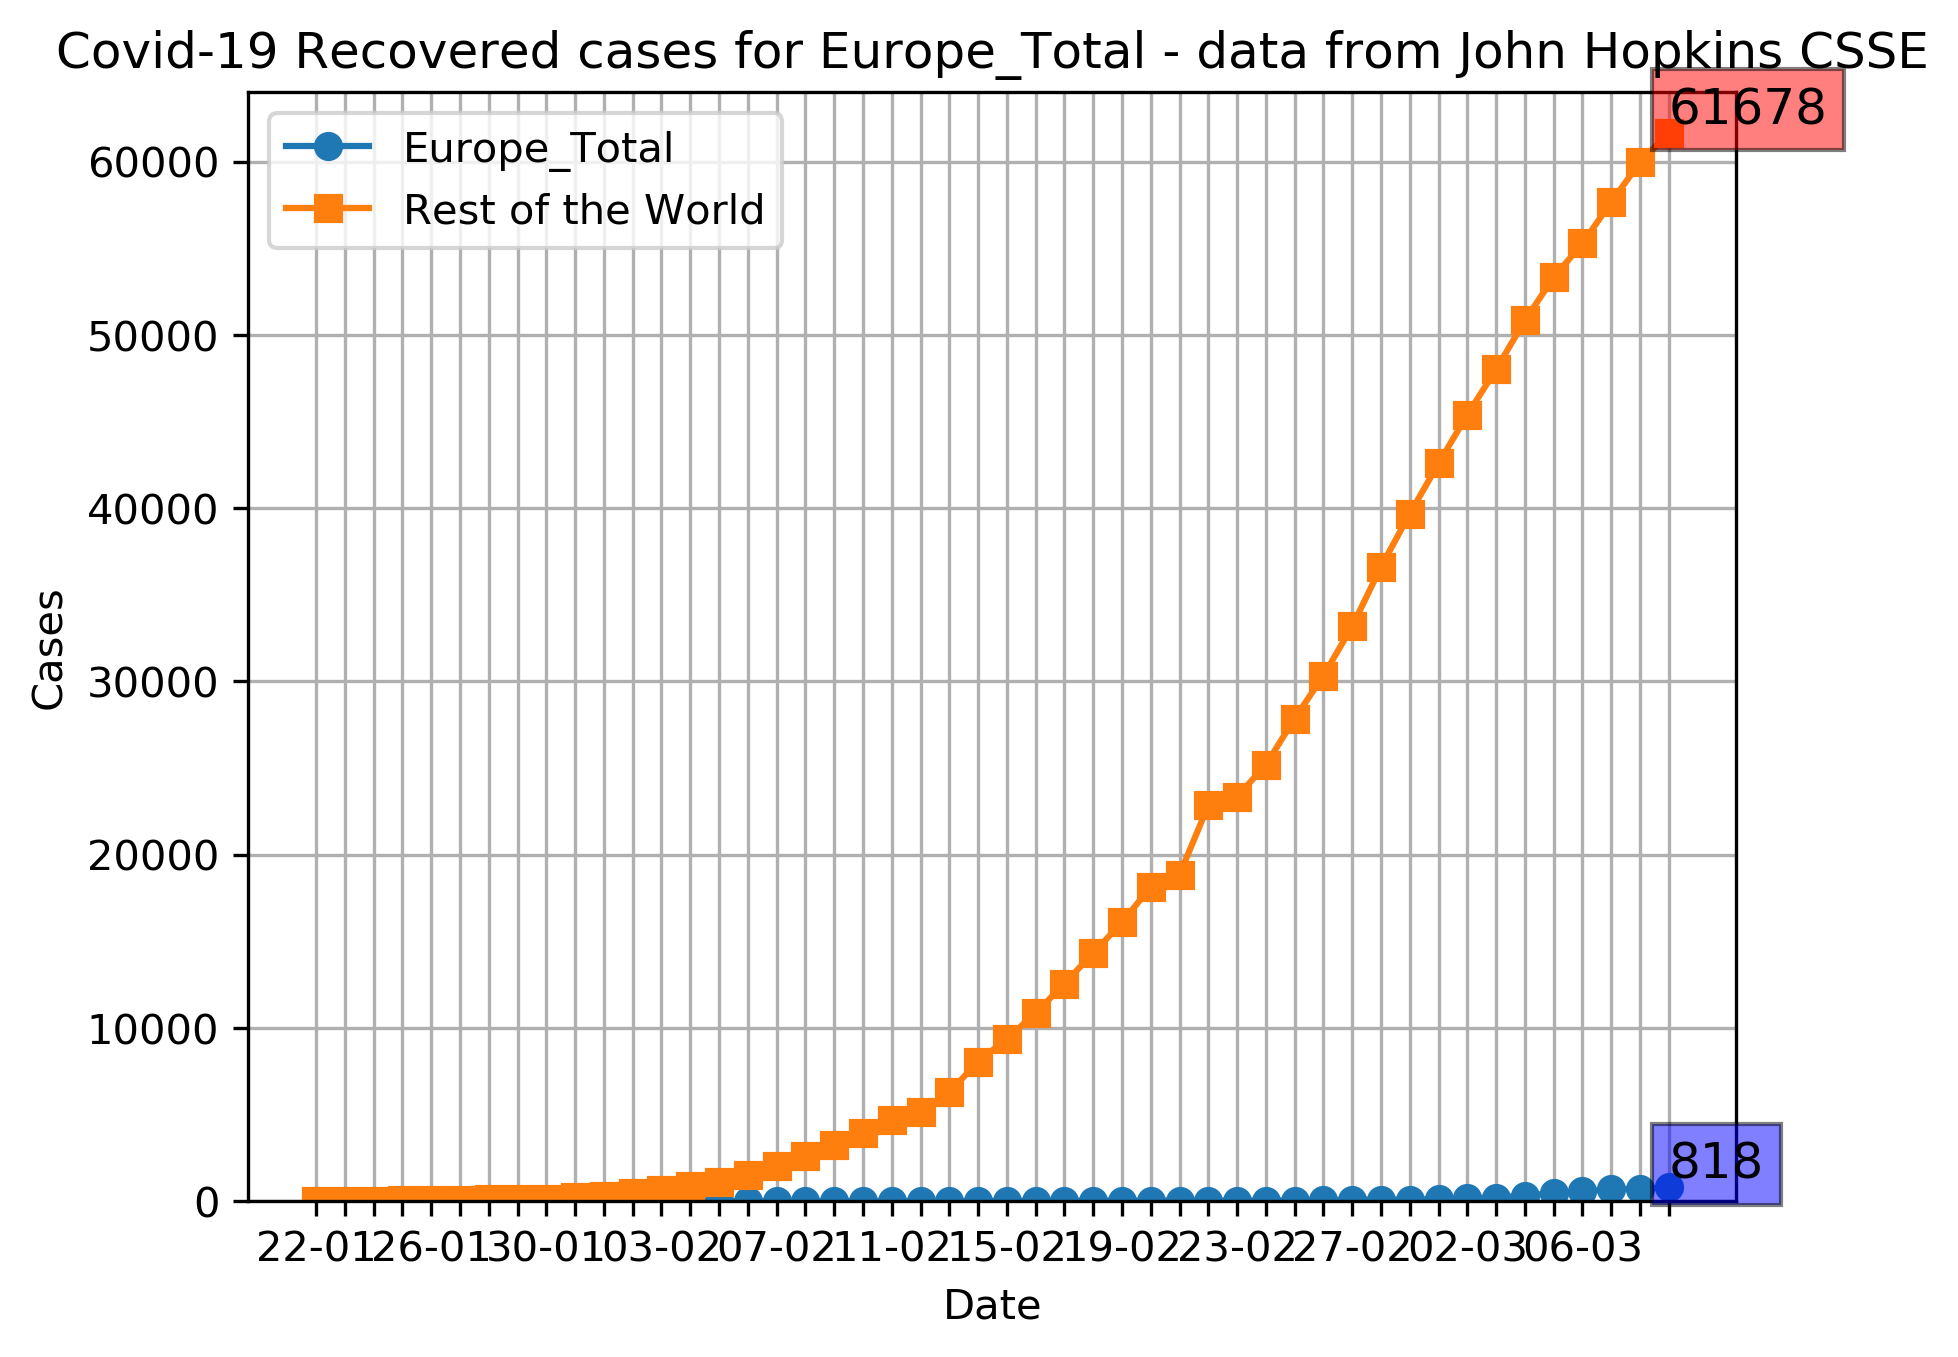 Covid-19 Recovered cases for Europe_Total - data from John Hopkins CSSE
61678
Europe_Total
Rest of the World
60000
50000
40000
30000
20000
10000
0
Cases
818
22-01 26-01 30-01 03-02 07-02 11-02 15-02 19-02 23-02 27-02 02-03 06-03
Date